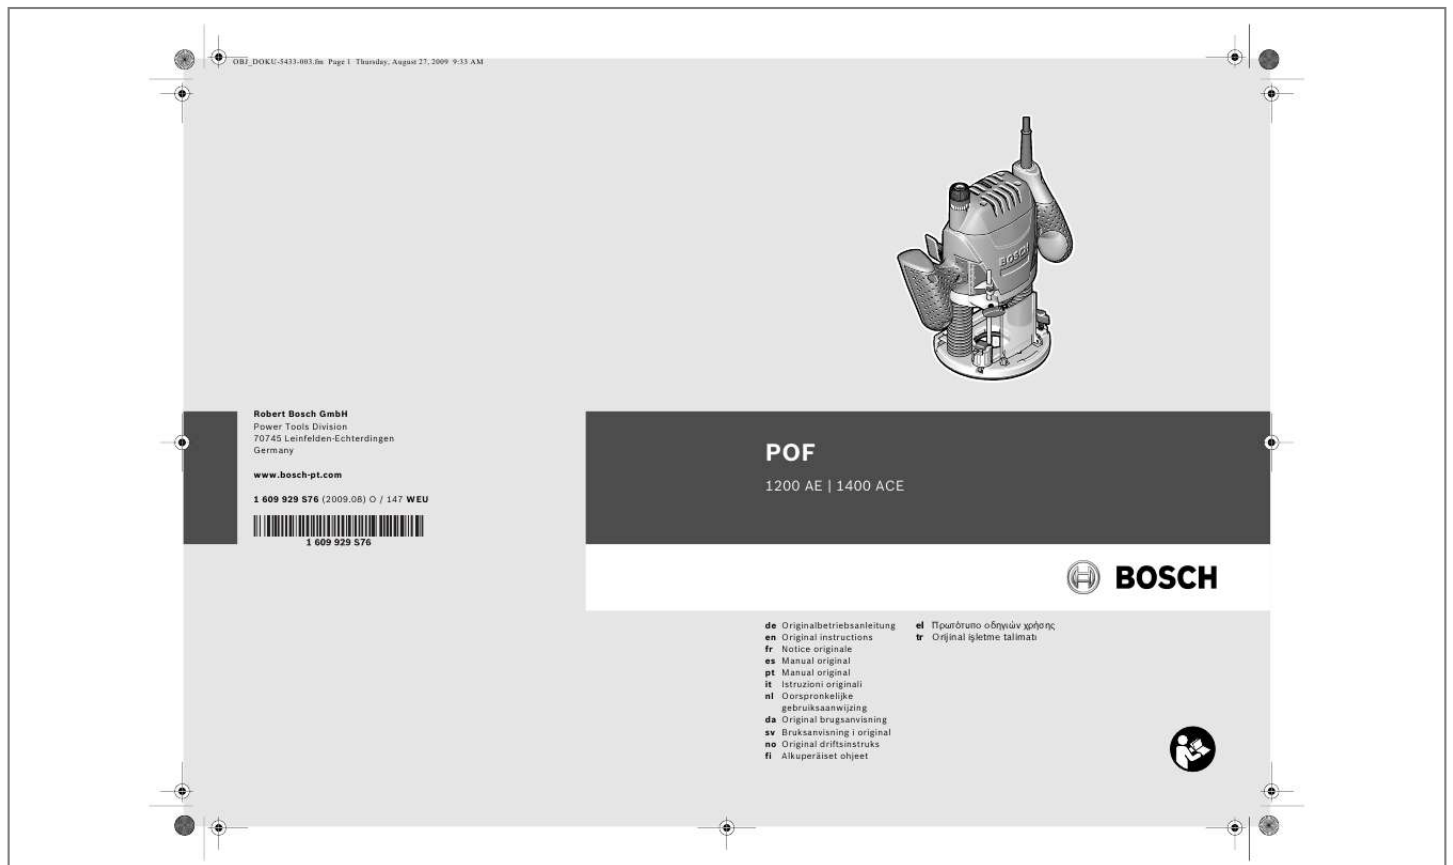 OBJ_DOKU-5433-003.fm Page 1 Thursday, August 27, 2009 9:33 AM
BOSCH
Robert Bosch GmbH
Power Tools Division
70745 Leinfelden-Echterdingen
Germany
www.bosch-pt.com
1 609 929 S76 (2009.08) O / 147 WEU
1 609 929 S76
POF
1200 AE | 1400 ACE
BOSCH
de Originalbetriebsanleitung
en Original instructions
fr Notice originale
es Manual original
pt Manual original
it Istruzioni originali
nl Oorspronkelijke
gebruiksaanwijzing
da Original brugsanvisning
sv Bruksanvisning i original
no Original driftsinstruks
fi Alkuperäiset ohjeet
el Πρωτότυπο οδηγιών χρήσης
tr Orijinal işletme talimatı